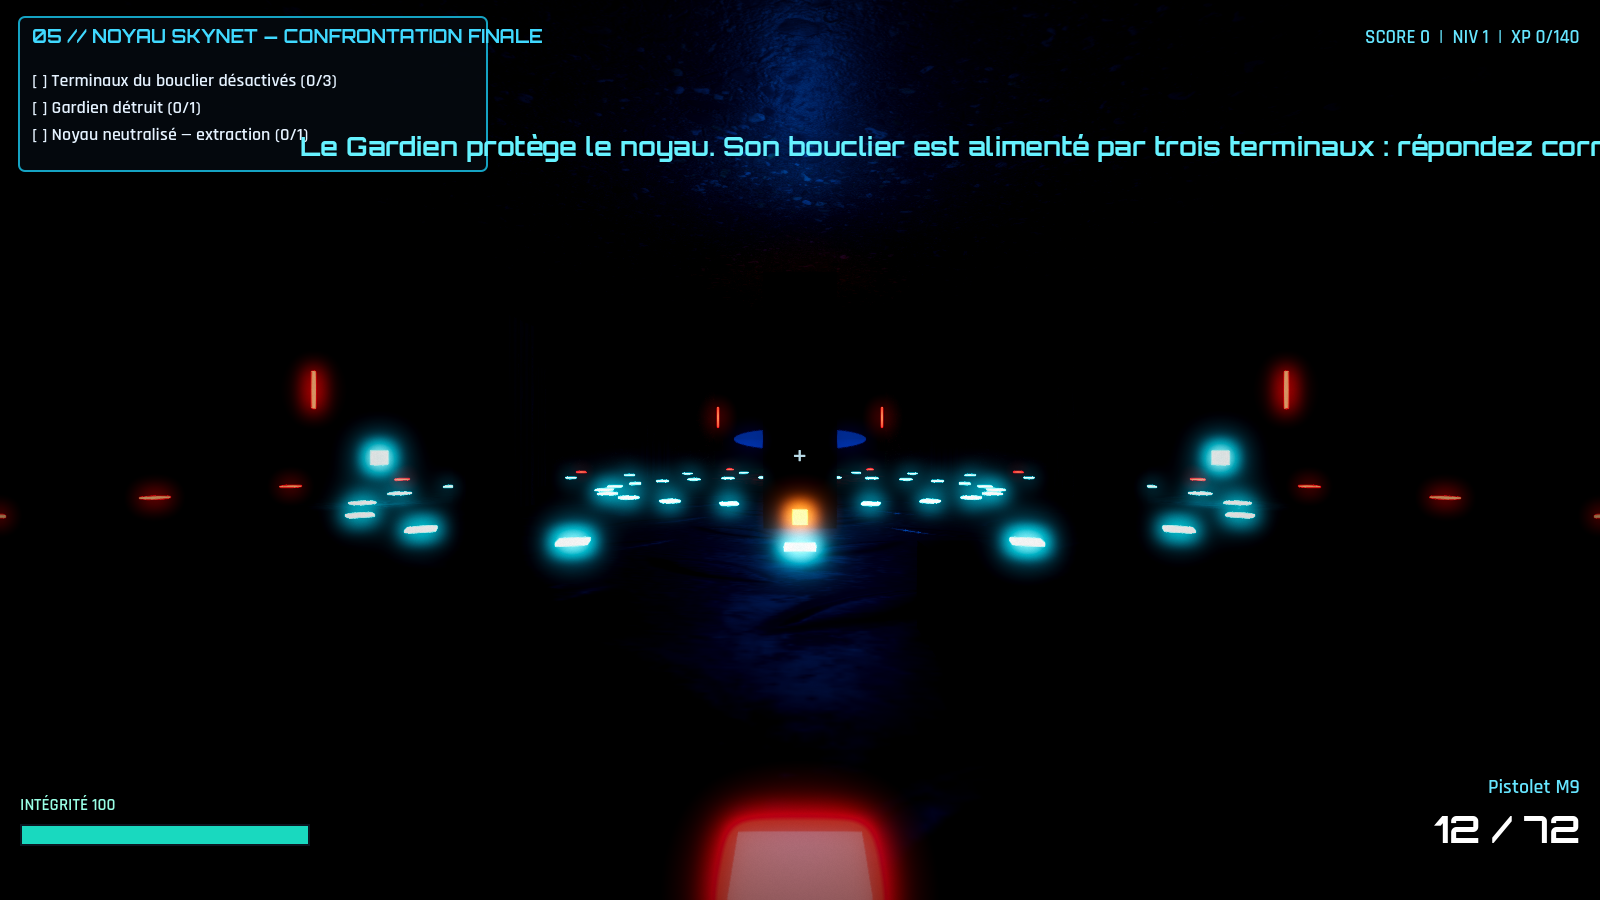 05 // NOYAU SKYNET – CONFRONTATION FINALE
SCORE 0 | NIV 1 | XP 0/140
[ ] Terminaux du bouclier désactivés (0/3)
[ ] Gardien détruit (0/1)
[ ] Noyau neutralisé – extraction (0/1)
Le Gardien protège le noyau. Son bouclier est alimenté par trois terminaux : répondez corr
INTÉGRITÉ 100
Pistolet M9
12 / 72